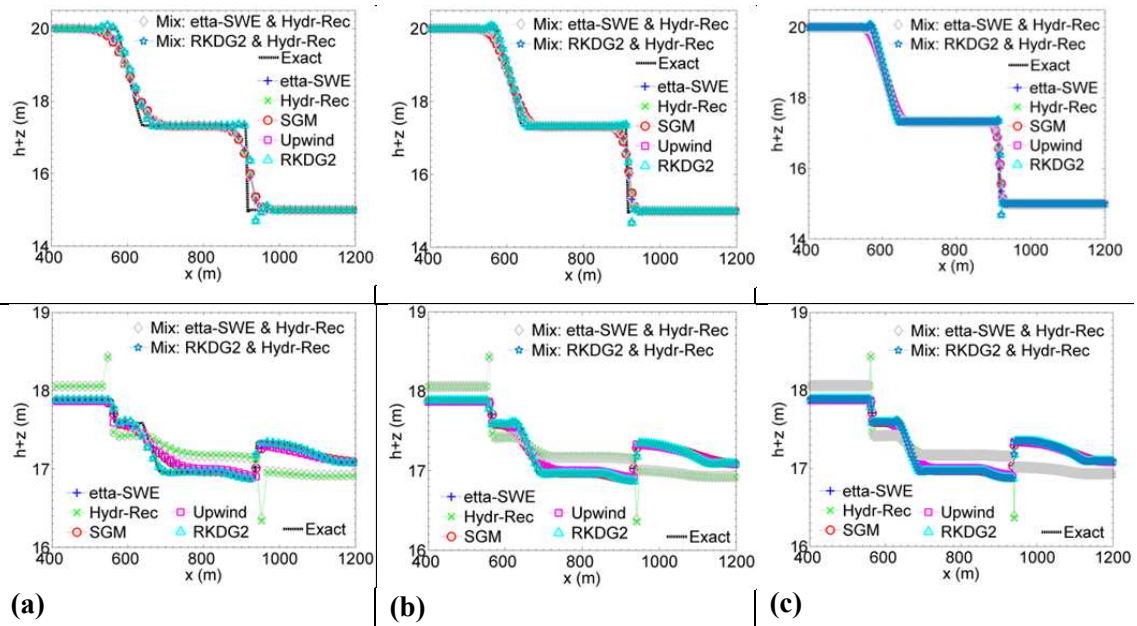 Mix: etta-SWE & Hydr-Rec
Mix: RKDG2 & Hydr-Rec
Exact
etta-SWE
Hydr-Rec
SGM
Upwind
RKDG2
h+z (m)
20
18
16
14
400 600 800 1000 1200
x (m)
Mix: etta-SWE & Hydr-Rec
Mix: RKDG2 & Hydr-Rec
Exact
etta-SWE
Hydr-Rec
SGM
Upwind
RKDG2
h+z (m)
20
18
16
14
400 600 800 1000 1200
x (m)
Mix: etta-SWE & Hydr-Rec
Mix: RKDG2 & Hydr-Rec
Exact
etta-SWE
Hydr-Rec
SGM
Upwind
RKDG2
h+z (m)
20
18
16
14
400 600 800 1000 1200
x (m)
Mix: etta-SWE & Hydr-Rec
Mix: RKDG2 & Hydr-Rec
h+z (m)
19
18
17
16
etta-SWE
Hydr-Rec Upwind
SGM RKDG2 Exact
400 600 800 1000 1200
x (m)
(a)
Mix: etta-SWE & Hydr-Rec
Mix: RKDG2 & Hydr-Rec
h+z (m)
19
18
17
16
etta-SWE
Hydr-Rec Upwind
SGM RKDG2 Exact
400 600 800 1000 1200
x (m)
(b)
Mix: etta-SWE & Hydr-Rec
Mix: RKDG2 & Hydr-Rec
h+z (m)
19
18
17
16
etta-SWE
Hydr-Rec Upwind
SGM RKDG2 Exact
400 600 800 1000 1200
x (m)
(c)